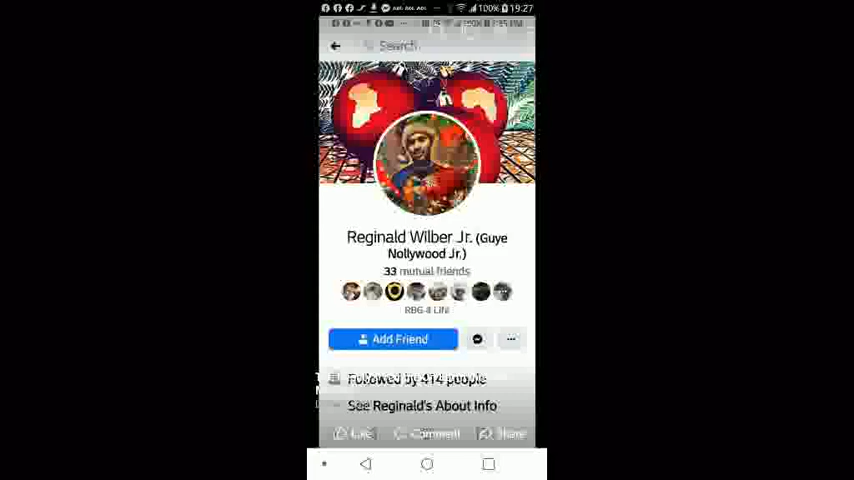 100% 19:27
Search
Reginald Wilber Jr. (Guye
Nollywood Jr.)
33 mutual friends
RBG 4 Life
Add Friend
Followed by 414 people
See Reginald's About Info
Like Comment Share